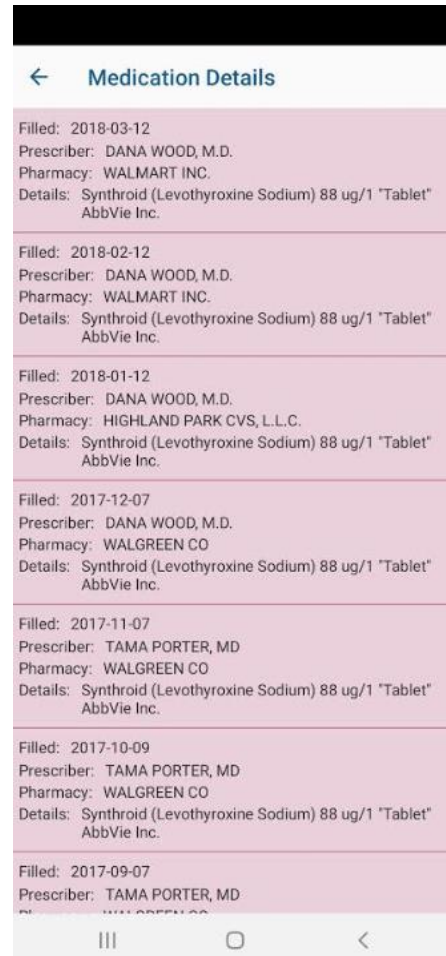 Medication Details
Filled: 2018-03-12
Prescriber: DANA WOOD, M.D.
Pharmacy: WALMART INC.
Details: Synthroid (Levothyroxine Sodium) 88 ug/1 "Tablet"
AbbVie Inc.
Filled: 2018-02-12
Prescriber: DANA WOOD, M.D.
Pharmacy: WALMART INC.
Details: Synthroid (Levothyroxine Sodium) 88 ug/1 "Tablet"
AbbVie Inc.
Filled: 2018-01-12
Prescriber: DANA WOOD, M.D.
Pharmacy: HIGHLAND PARK CVS, L.L.C.
Details: Synthroid (Levothyroxine Sodium) 88 ug/1 "Tablet"
AbbVie Inc.
Filled: 2017-12-07
Prescriber: DANA WOOD, M.D.
Pharmacy: WALGREEN CO
Details: Synthroid (Levothyroxine Sodium) 88 ug/1 "Tablet"
AbbVie Inc.
Filled: 2017-11-07
Prescriber: TAMA PORTER, MD
Pharmacy: WALGREEN CO
Details: Synthroid (Levothyroxine Sodium) 88 ug/1 "Tablet"
AbbVie Inc.
Filled: 2017-10-09
Prescriber: TAMA PORTER, MD
Pharmacy: WALGREEN CO
Details: Synthroid (Levothyroxine Sodium) 88 ug/1 "Tablet"
AbbVie Inc.
Filled: 2017-09-07
Prescriber: TAMA PORTER, MD